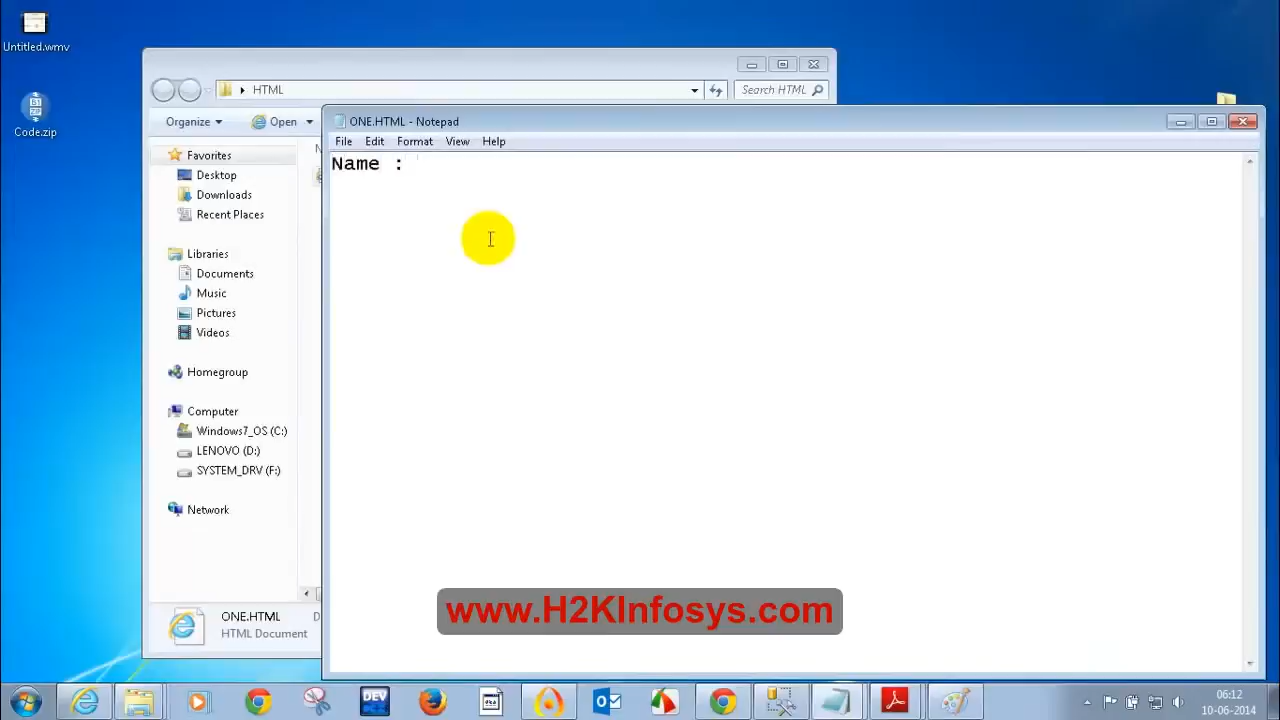 Untitled.wmv
Code.zip
HTML
Search HTML
Organize
Open
ONE.HTML - Notepad
File Edit Format View Help
Name :
Favorites
Desktop
Downloads
Recent Places
Libraries
Documents
Music
Pictures
Videos
Homegroup
Computer
Windows7_OS (C:)
LENOVO (D:)
SYSTEM_DRV (F:)
Network
ONE.HTML
HTML Document
www.H2KInfosys.com
DEV
06:12
10-06-2014